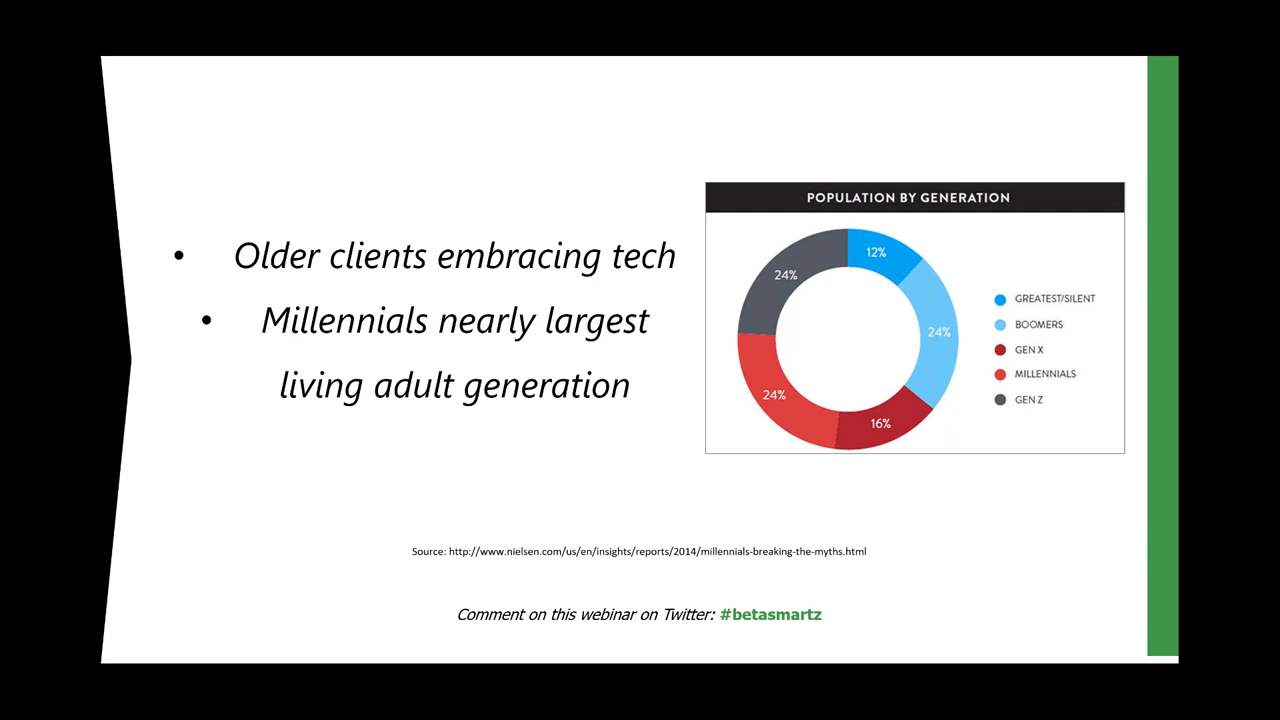 • Older clients embracing tech
• Millennials nearly largest
living adult generation
POPULATION BY GENERATION
12%
24%
16%
24%
24%
GREATEST/SILENT
BOOMERS
GEN X
MILLENNIALS
GEN Z
Source: http://www.nielsen.com/us/en/insights/reports/2014/millennials-breaking-the-myths.html
Comment on this webinar on Twitter: #betasmartz